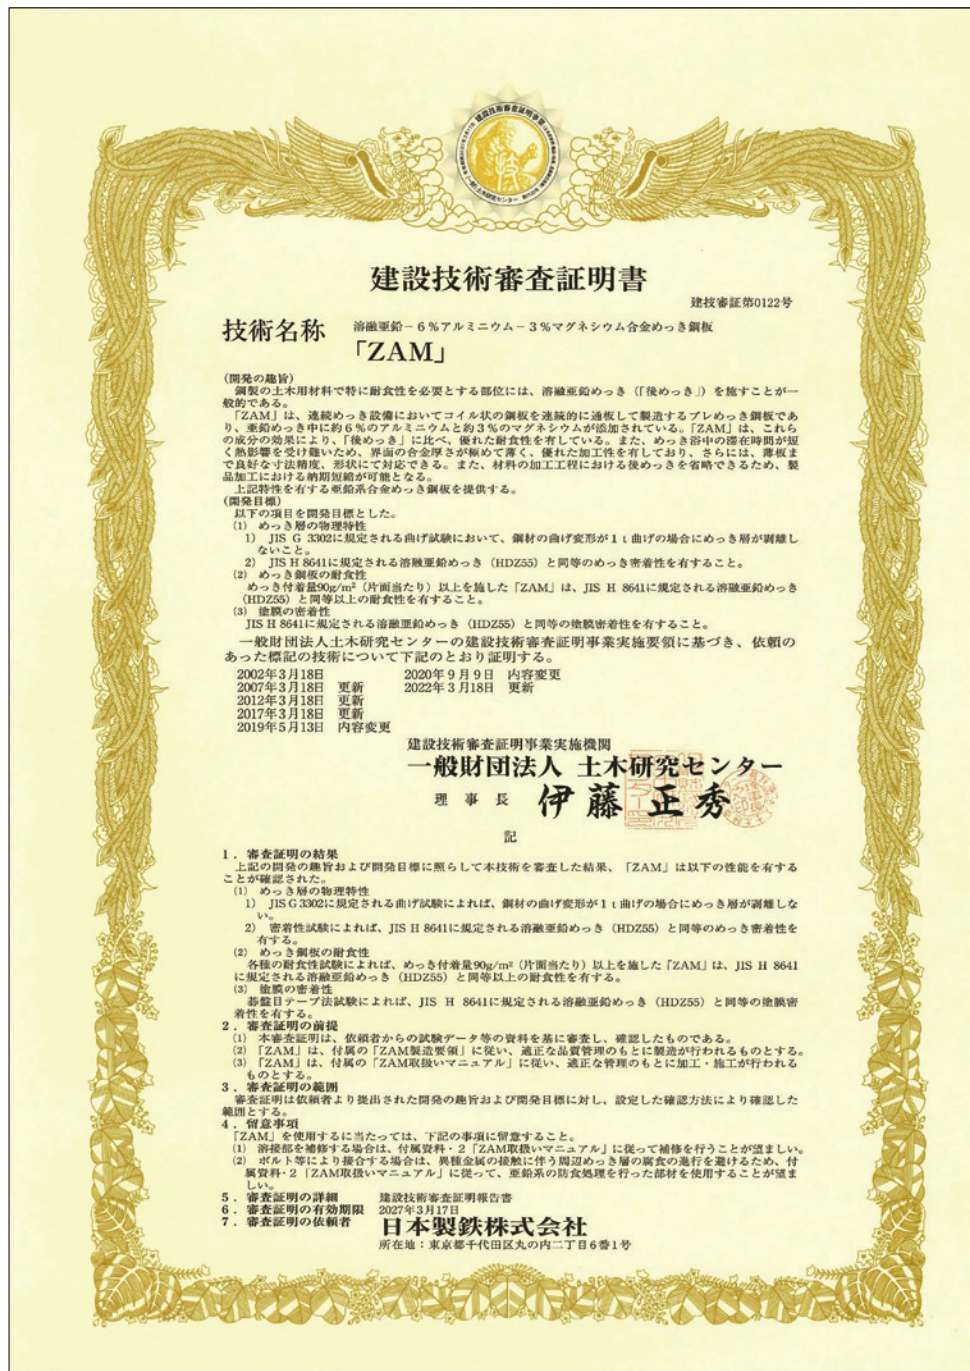 建設技術審査証明事業
建設技術審査証明書
建技審証第0122号
技術名称
溶融亜鉛－6％アルミニウム－3％マグネシウム合金めっき鋼板
「ZAM」
(開発の趣旨)
鋼製の土木用材料で特に耐食性を必要とする部位には、溶融亜鉛めっき（「後めっき」）を施すことが一
般的である。
「ZAM」は、連続めっき設備においてコイル状の鋼板を連続的に通板して製造するプレめっき鋼板であ
り、亜鉛めっき中に約6％のアルミニウムと約3％のマグネシウムが添加されている。「ZAM」は、これら
の成分の効果により、「後めっき」に比べ、優れた耐食性を有している。また、めっき浴中の滞在時間が短
く熱影響を受け難いため、界面の合金厚さが極めて薄く、優れた加工性を有しており、さらには、薄板ま
で良好な寸法精度、形状にて対応できる。また、材料の加工工程における後めっきを省略できるため、製
品加工における納期短縮が可能となる。
上記特性を有する亜鉛系合金めっき鋼板を提供する。
(開発目標)
以下の項目を開発目標とした。
(1) めっき層の物理特性
1) JIS G 3302に規定される曲げ試験において、鋼材の曲げ変形が1t曲げの場合にめっき層が剥離し
ないこと。
2) JIS H 8641に規定される溶融亜鉛めっき（HDZ55）と同等のめっき密着性を有すること。
(2) めっき鋼板の耐食性
めっき付着量90g/m²（片面当たり）以上を施した「ZAM」は、JIS H 8641に規定される溶融亜鉛めっき
（HDZ55）と同等以上の耐食性を有すること。
(3) 塗膜の密着性
JIS H 8641に規定される溶融亜鉛めっき（HDZ55）と同等の塗膜密着性を有すること。
一般財団法人土木研究センターの建設技術審査証明事業実施要領に基づき、依頼の
あった標記の技術について下記のとおり証明する。
2002年3月18日 2020年9月9日 内容変更
2007年3月18日 更新 2022年3月18日 更新
2012年3月18日 更新
2017年3月18日 更新
2019年5月13日 内容変更
建設技術審査証明事業実施機関
一般財団法人 土木研究センター
理事長 伊藤正秀
記
1．審査証明の結果
上記の開発の趣旨および開発目標に照らして本技術を審査した結果、「ZAM」は以下の性能を有する
ことが確認された。
(1) めっき層の物理特性
1) JIS G 3302に規定される曲げ試験によれば、鋼材の曲げ変形が1t曲げの場合にめっき層が剥離しな
い。
2) 密着性試験によれば、JIS H 8641に規定される溶融亜鉛めっき（HDZ55）と同等のめっき密着性を
有する。
(2) めっき鋼板の耐食性
各種の耐食性試験によれば、めっき付着量90g/m²（片面当たり）以上を施した「ZAM」は、JIS H 8641
に規定される溶融亜鉛めっき（HDZ55）と同等以上の耐食性を有する。
(3) 塗膜の密着性
碁盤目テープ法試験によれば、JIS H 8641に規定される溶融亜鉛めっき（HDZ55）と同等の塗膜密
着性を有する。
2．審査証明の前提
(1) 本審査証明は、依頼者からの試験データ等の資料を基に審査し、確認したものである。
(2) 「ZAM」は、付属の「ZAM製造要領」に従い、適正な品質管理のもとに製造が行われるものとする。
(3) 「ZAM」は、付属の「ZAM取扱いマニュアル」に従い、適正な管理のもとに加工・施工が行われる
ものとする。
3．審査証明の範囲
審査証明は依頼者より提出された開発の趣旨および開発目標に対し、設定した確認方法により確認した
範囲とする。
4．留意事項
「ZAM」を使用するに当たっては、下記の事項に留意すること。
(1) 溶接部を補修する場合は、付属資料・2「ZAM取扱いマニュアル」に従って補修を行うことが望ましい。
(2) ボルト等により接合する場合は、異種金属の接触に伴う周辺めっき層の腐食の進行を避けるため、付
属資料・2「ZAM取扱いマニュアル」に従って、亜鉛系の防食処理を行った部材を使用することが望ま
しい。
5．審査証明の詳細 建設技術審査証明報告書
6．審査証明の有効期限 2027年3月17日
7．審査証明の依頼者 日本製鉄株式会社
所在地：東京都千代田区丸の内二丁目6番1号